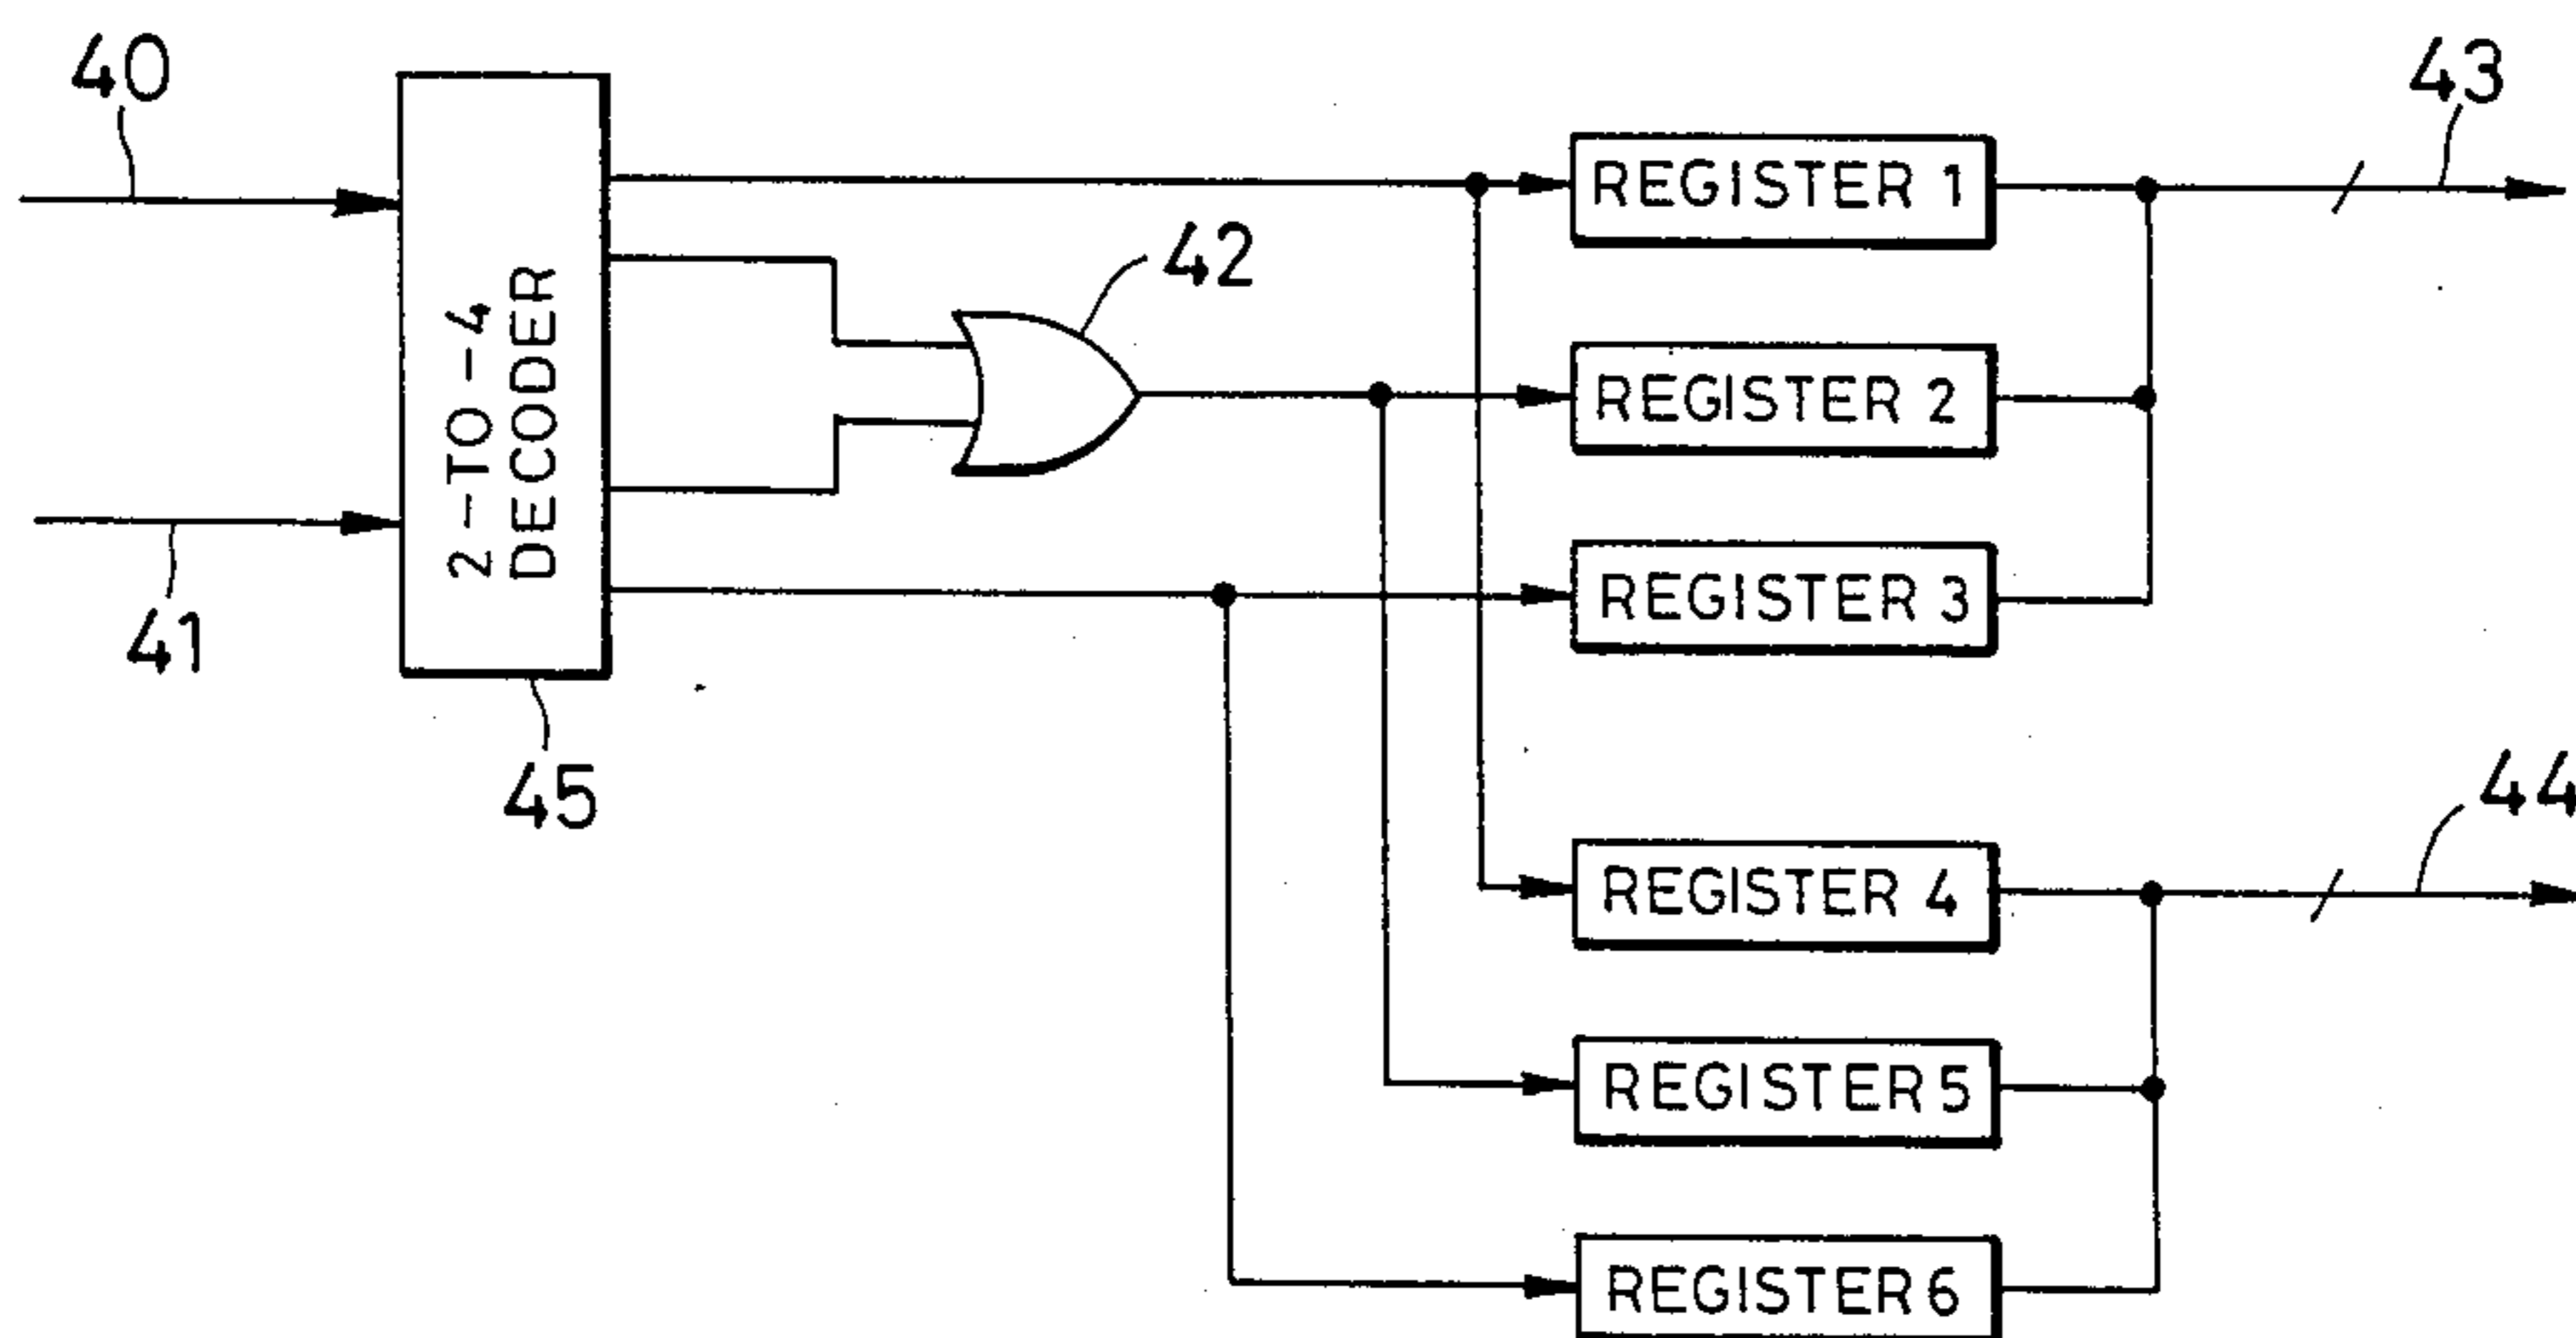 40
41
2-TO-4
DECODER
45
42
REGISTER 1
REGISTER 2
REGISTER 3
43
REGISTER 4
REGISTER 5
REGISTER 6
44